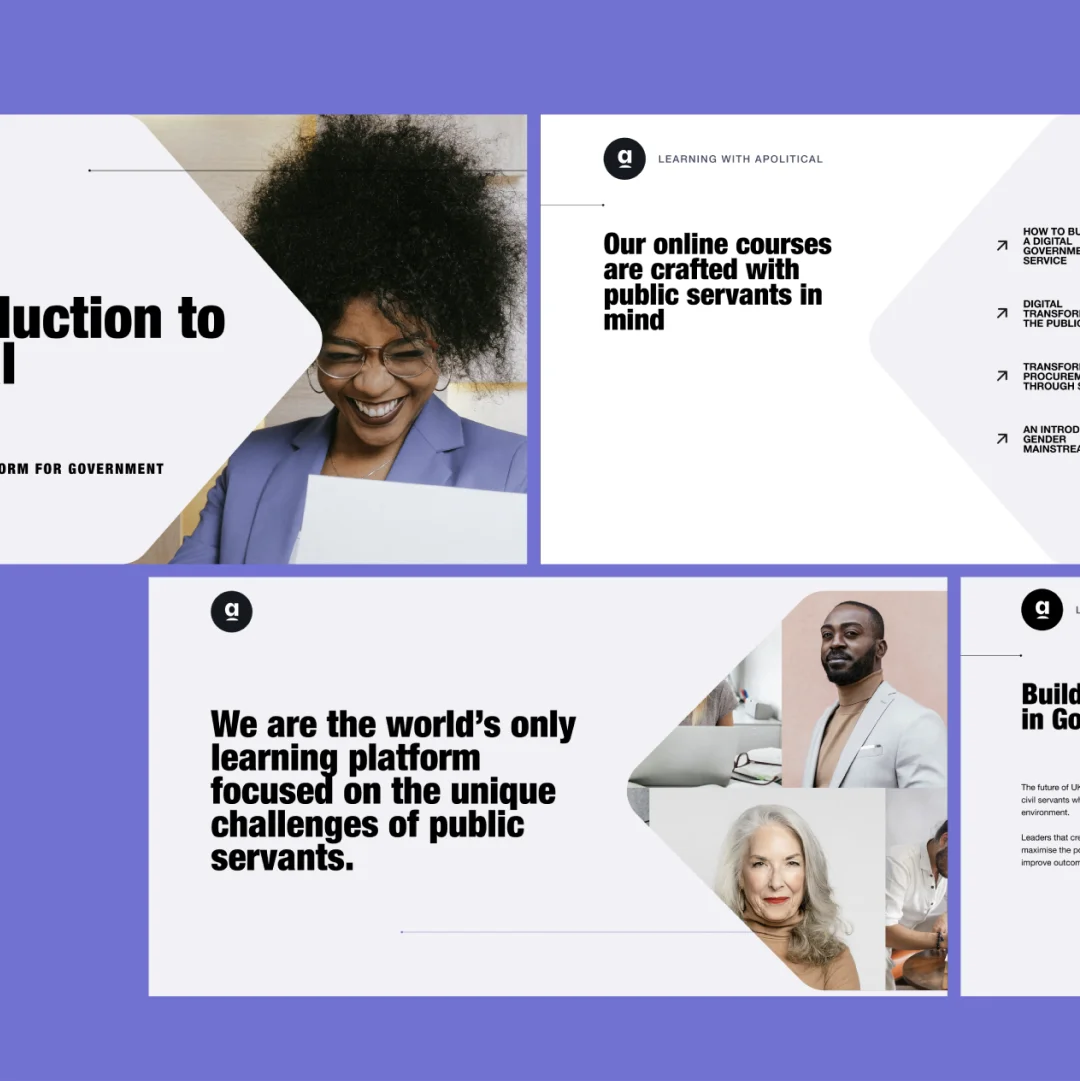 duction to
ORM FOR GOVERNMENT
a
LEARNING WITH APOLITICAL
Our online courses
are crafted with
public servants in
mind
HOW TO BU
A DIGITAL
GOVERNME
SERVICE
DIGITAL
TRANSFOR
THE PUBLIC
TRANSFOR
PROCUREM
THROUGH S
AN INTROD
GENDER
MAINSTREA
a
We are the world’s only
learning platform
focused on the unique
challenges of public
servants.
a
L
Build
in Go
The future of UK
civil servants wh
environment.
Leaders that cre
maximise the po
improve outcom